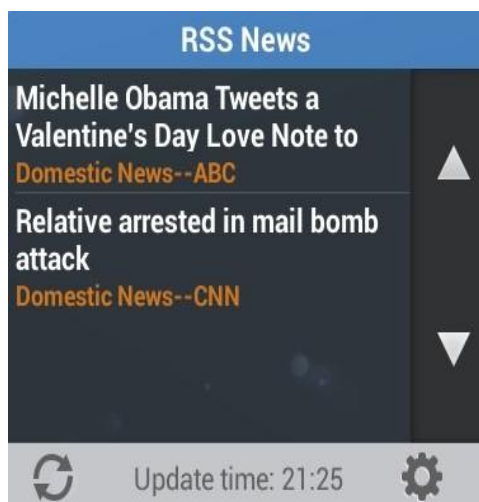 RSS News
Michelle Obama Tweets a
Valentine's Day Love Note to
Domestic News--ABC
Relative arrested in mail bomb
attack
Domestic News--CNN
Update time: 21:25